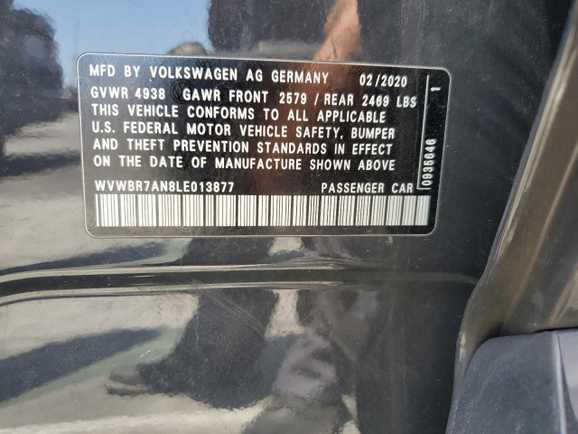 MFD BY VOLKSWAGEN AG GERMANY 02/2020
GVWR 4938 GAWR FRONT 2579 / REAR 2469 LBS
THIS VEHICLE CONFORMS TO ALL APPLICABLE
U.S. FEDERAL MOTOR VEHICLE SAFETY, BUMPER
AND THEFT PREVENTION STANDARDS IN EFFECT
ON THE DATE OF MANUFACTURE SHOWN ABOVE
WVWBR7AN8LE013877 PASSENGER CAR
0935646 1